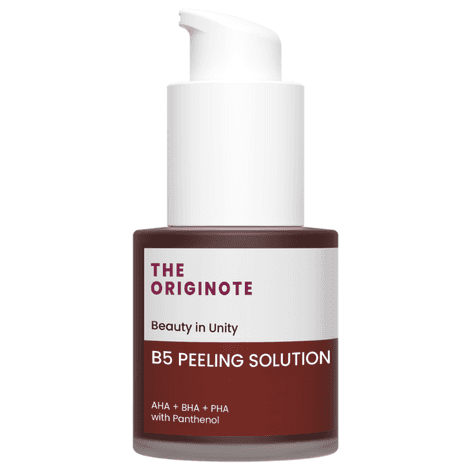 THE
ORIGINOTE
Beauty in Unity
B5 PEELING SOLUTION
AHA + BHA + PHA
with Panthenol